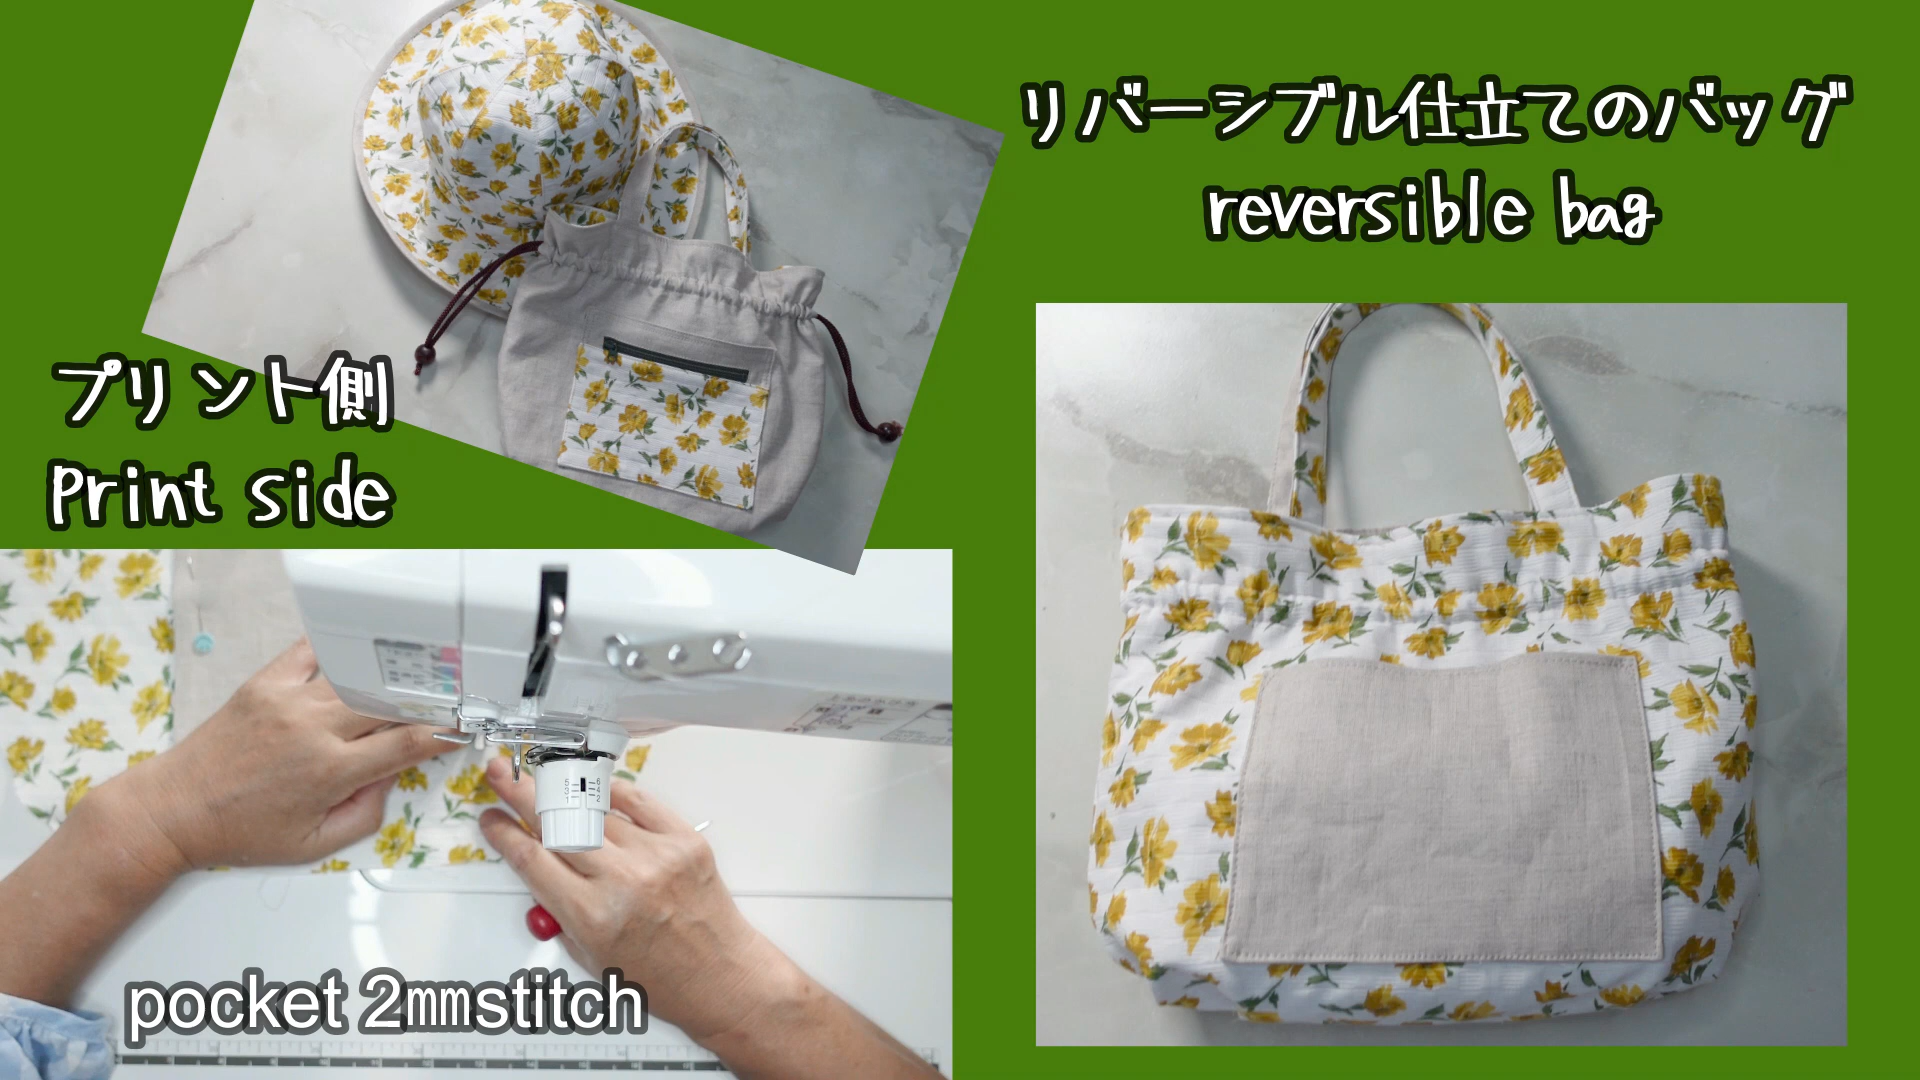 リバーシブル仕立てのバッグ
reversible bag
プリント側
Print side
pocket 2㎜stitch